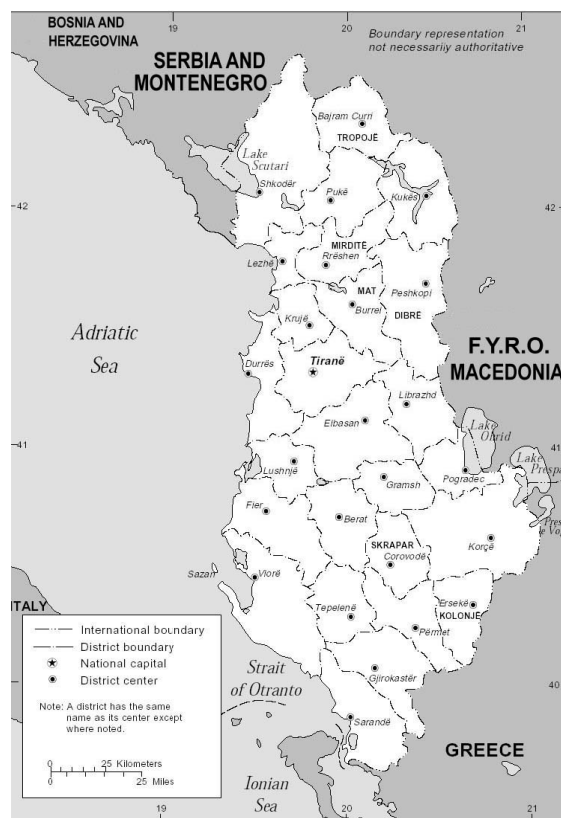 BOSNIA AND
HERZEGOVINA
19
20
21
Boundary representation
not necessarily authoritative
SERBIA AND
MONTENEGRO
Bajram Curri
TROPOJË
Lake
Scutari
Shkodër
Pukë
Kukës
42
42
MIRDITË
Lezhë
Rrëshen
MAT
Peshkopi
Burrel
DIBRË
Krujë
Adriatic
Sea
Tiranë
F.Y.R.O.
MACEDONIA
Durrës
Librazhd
Elbasan
Lake
Ohrid
41
41
Lake
Prespa
Lushnjë
Gramsh
Pogradec
Fier
Berat
Korçë
SKRAPAR
Corovodë
Sazan
Vlorë
ITALY
Tepelenë
Ersekë
KOLONJË
Përmet
International boundary
District boundary
National capital
District center
Note: A district has the same
name as its center except
where noted.
0 25 Kilometers
0 25 Miles
Strait
of Otranto
Gjirokastër
40
Sarandë
GREECE
Ionian
Sea
19
20